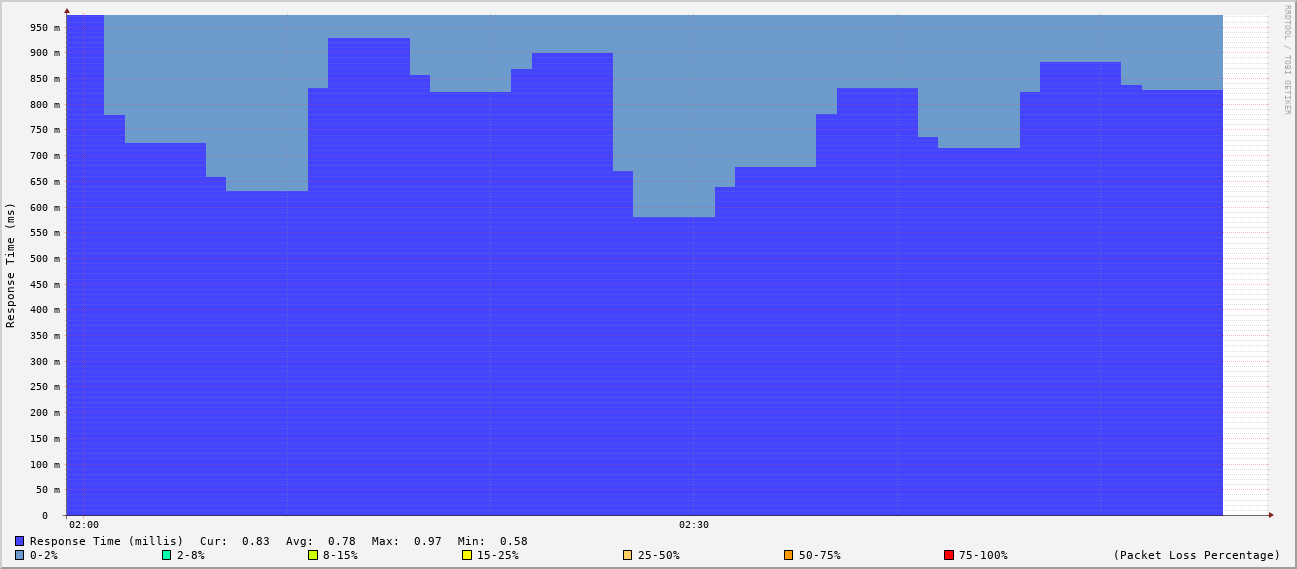 RRDTOOL / TOBI OETIKER
Response Time (ms)
950 m
900 m
850 m
800 m
750 m
700 m
650 m
600 m
550 m
500 m
450 m
400 m
350 m
300 m
250 m
200 m
150 m
100 m
50 m
0
02:00 02:30
Response Time (millis) Cur: 0.83 Avg: 0.78 Max: 0.97 Min: 0.58
0-2% 2-8% 8-15% 15-25% 25-50% 50-75% 75-100% (Packet Loss Percentage)